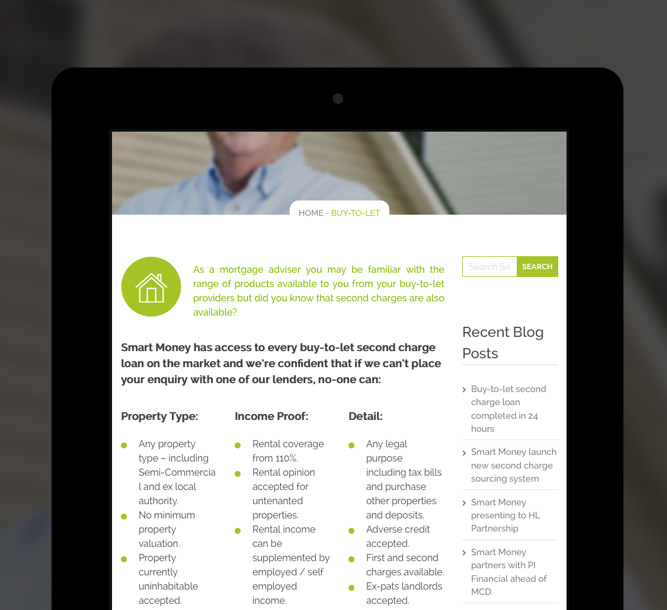 HOME - BUY-TO-LET
As a mortgage adviser you may be familiar with the
range of products available to you from your buy-to-let
providers but did you know that second charges are also
available?
Smart Money has access to every buy-to-let second charge
loan on the market and we're confident that if we can't place
your enquiry with one of our lenders, no-one can:
Property Type:
Any property
type – including
Semi-Commercia
l and ex local
authority.
No minimum
property
valuation.
Property
currently
uninhabitable
accepted.
Income Proof:
Rental coverage
from 110%.
Rental opinion
accepted for
untenanted
properties.
Rental income
can be
supplemented by
employed / self
employed
income.
Detail:
Any legal
purpose
including tax bills
and purchase
other properties
and deposits.
Adverse credit
accepted.
First and second
charges available.
Ex-pats landlords
accepted.
Search Sm
SEARCH
Recent Blog
Posts
Buy-to-let second
charge loan
completed in 24
hours
Smart Money launch
new second charge
sourcing system
Smart Money
presenting to HL
Partnership
Smart Money
partners with PI
Financial ahead of
MCD.